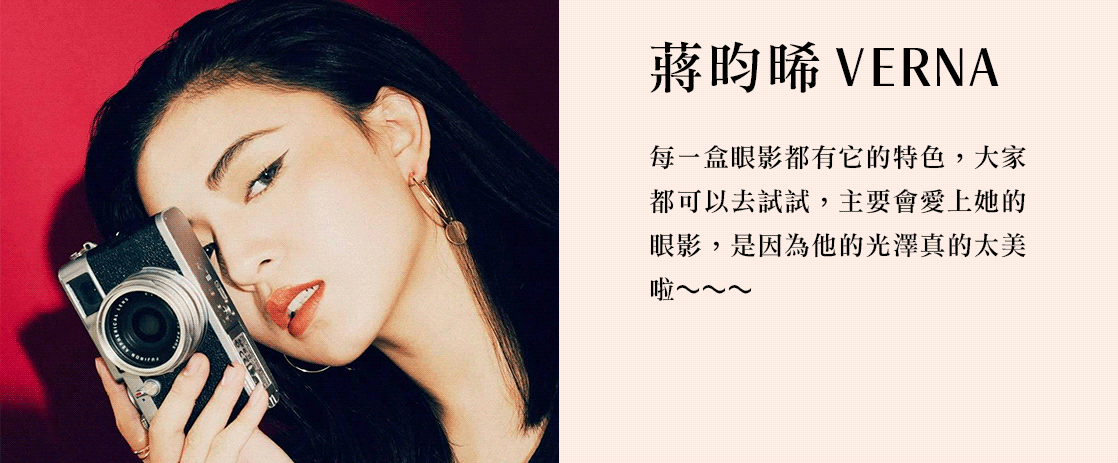 蔣昀晞 VERNA
每一盒眼影都有它的特色，大家
都可以去試試，主要會愛上她的
眼影，是因為他的光澤真的太美
啦～～～